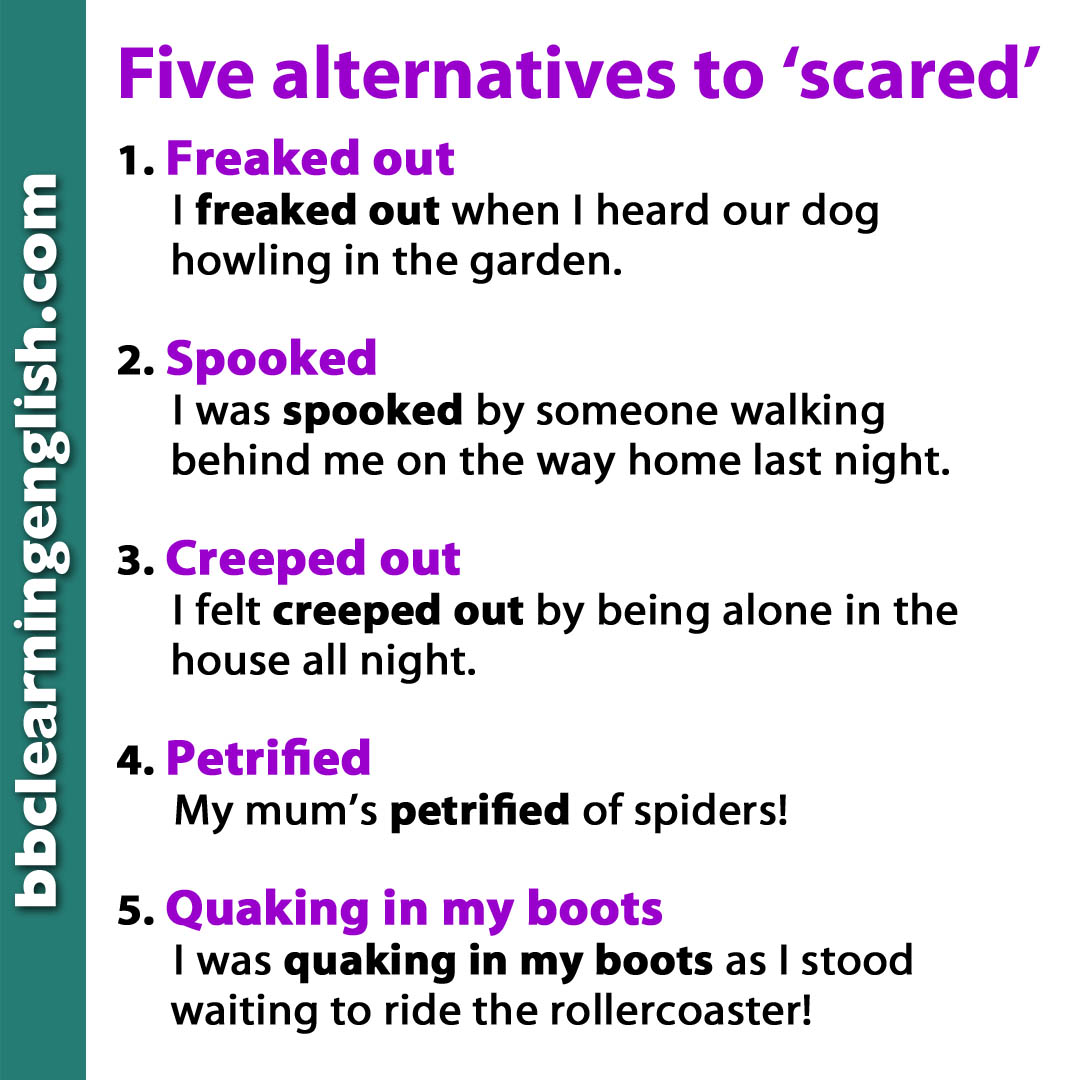 Five alternatives to ‘scared’
1. Freaked out
I freaked out when I heard our dog
howling in the garden.
2. Spooked
I was spooked by someone walking
behind me on the way home last night.
3. Creeped out
I felt creeped out by being alone in the
house all night.
4. Petrified
My mum’s petrified of spiders!
5. Quaking in my boots
I was quaking in my boots as I stood
waiting to ride the rollercoaster!
bbclearningenglish.com